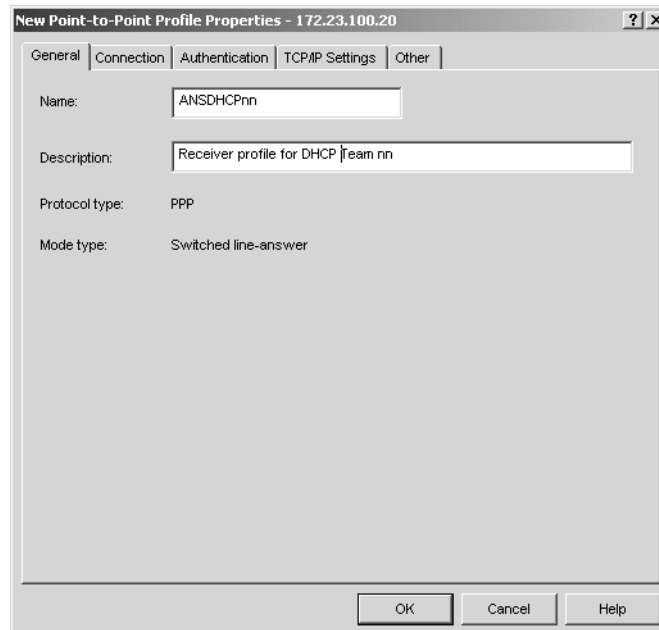 New Point-to-Point Profile Properties - 172.23.100.20
General Connection Authentication TCP/IP Settings Other
Name: ANSDHCPnn
Description: Receiver profile for DHCP Team nn
Protocol type: PPP
Mode type: Switched line-answer
OK Cancel Help